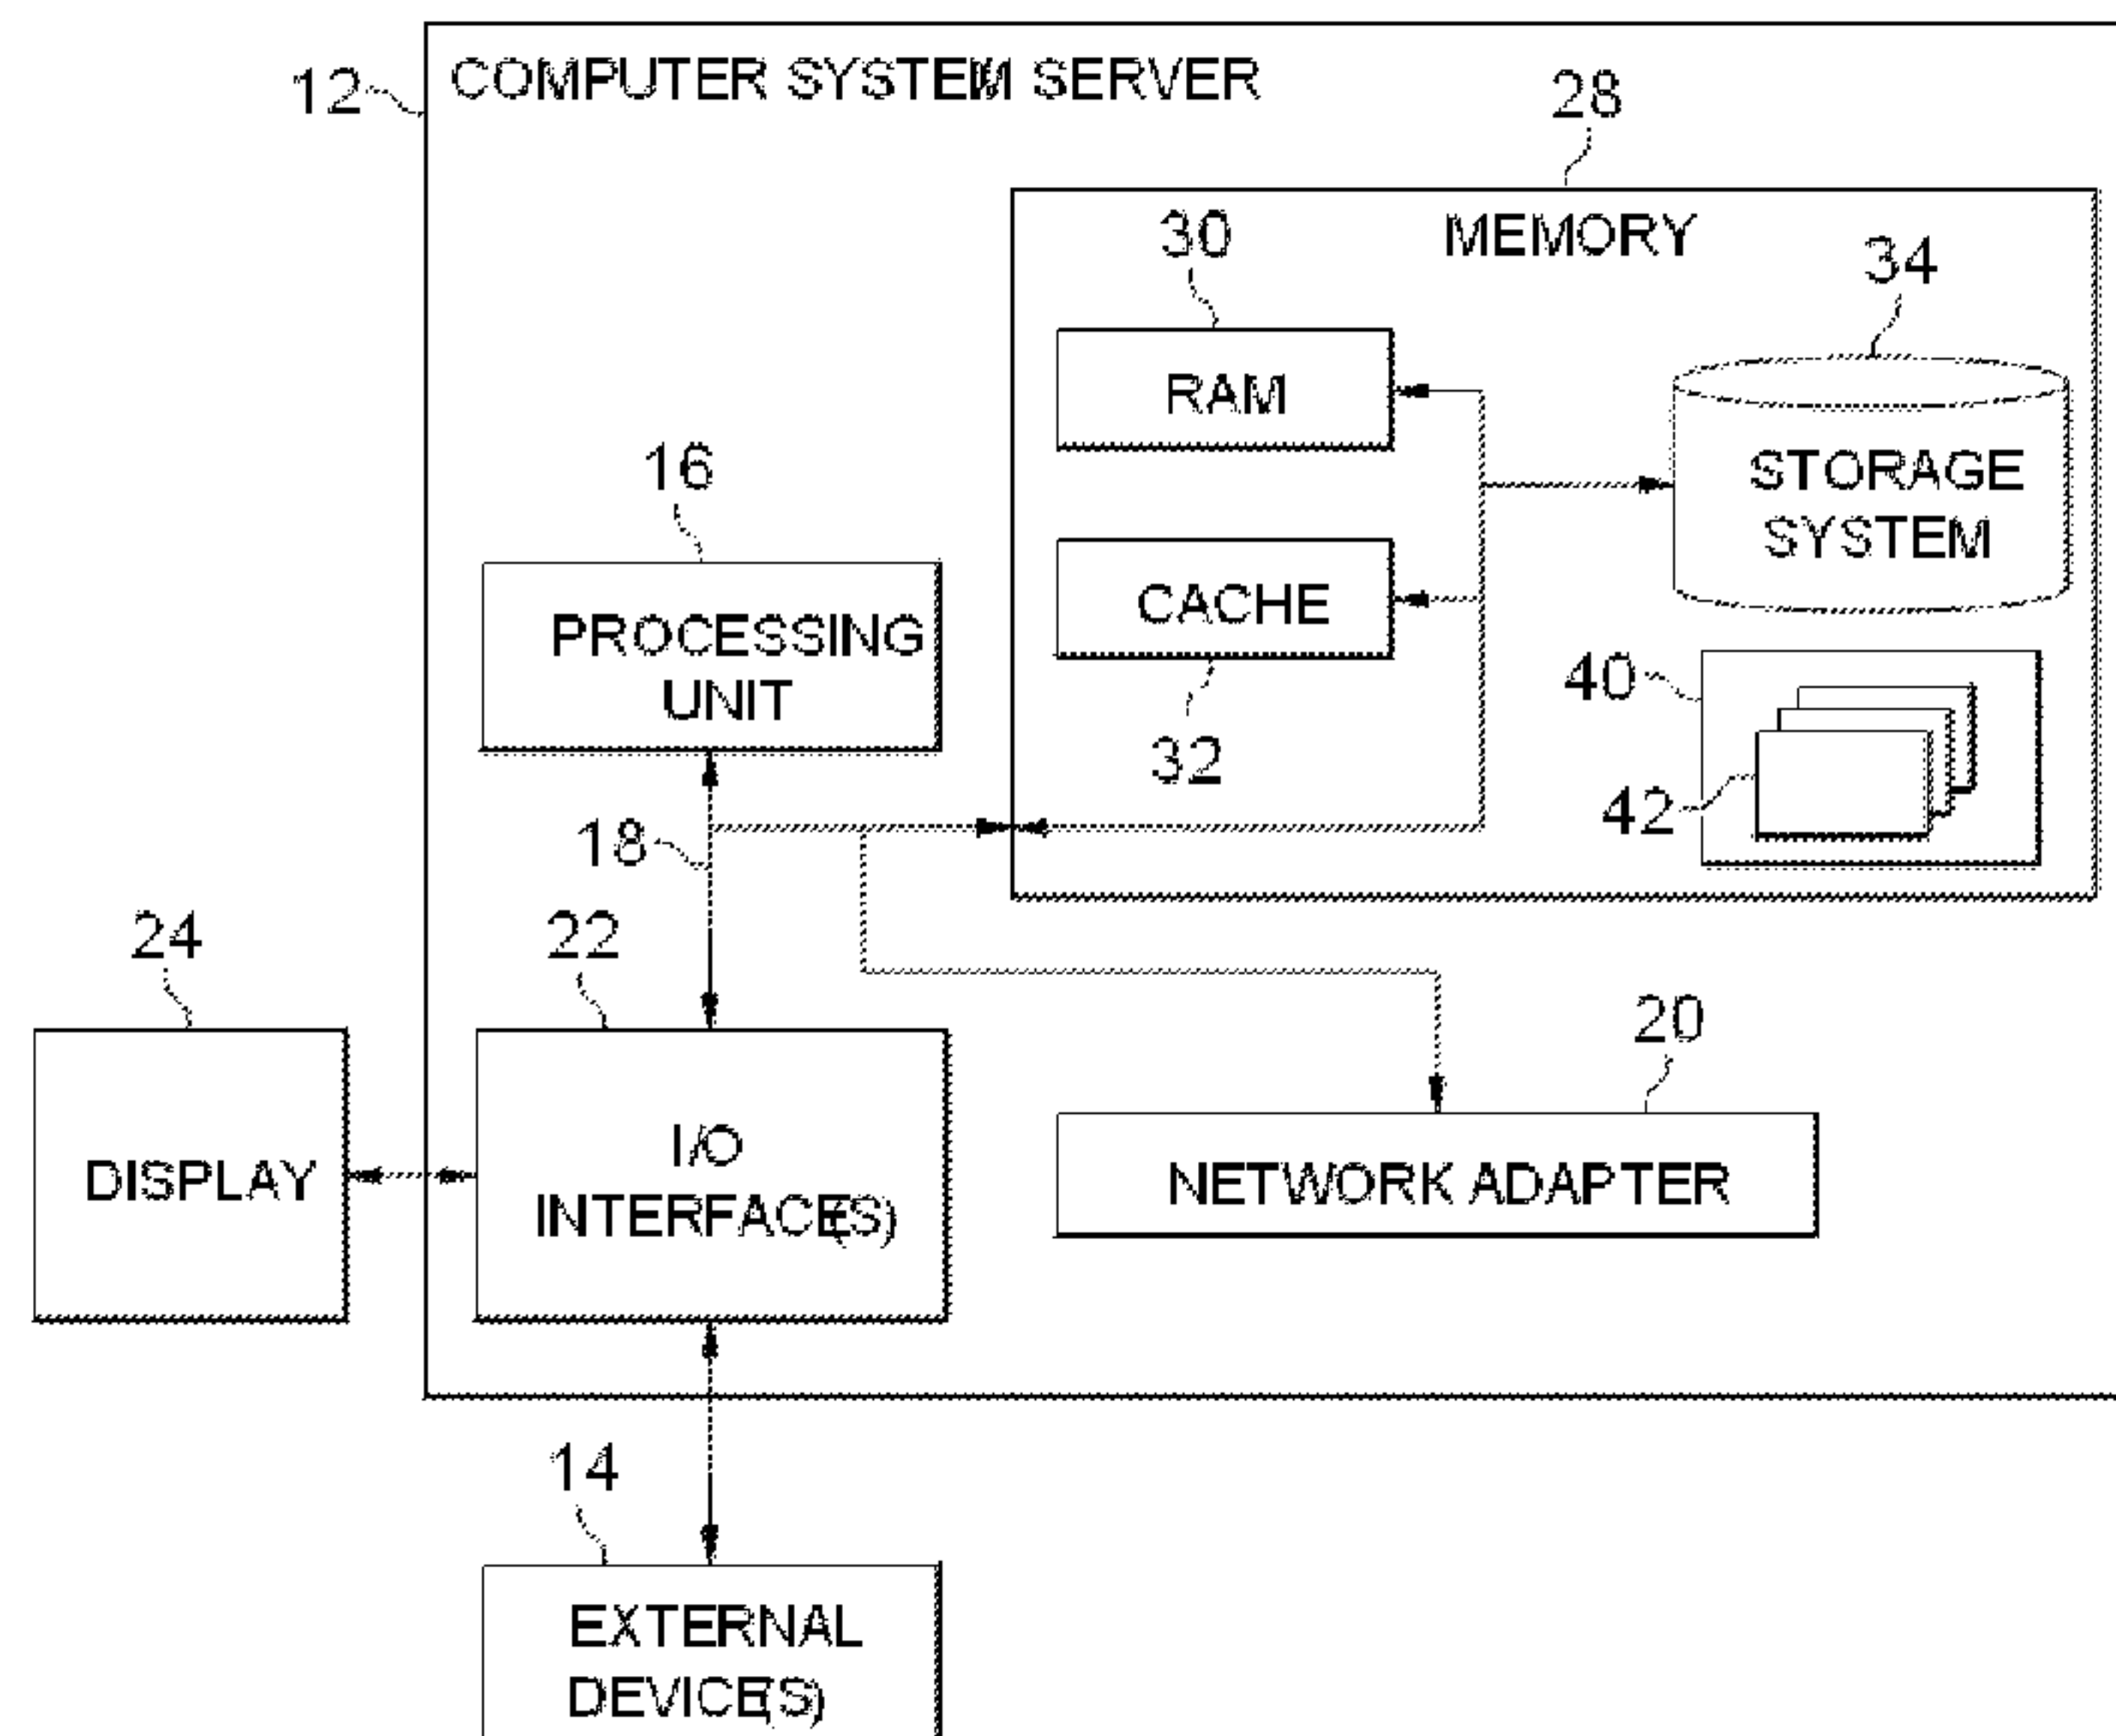 12
COMPUTER SYSTEM SERVER
28
MEMORY
30
34
RAM
STORAGE
SYSTEM
16
PROCESSING
UNIT
CACHE
32
40
42
18
24
22
20
DISPLAY
I/O
INTERFACE(S)
NETWORK ADAPTER
14
EXTERNAL
DEVICE(S)